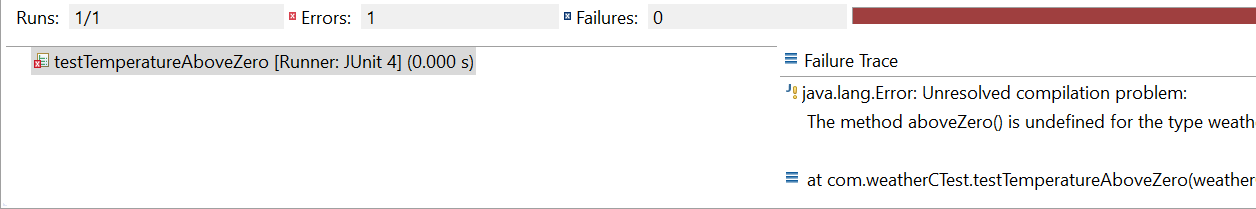 Runs: 1/1 Errors: 1 Failures: 0
testTemperatureAboveZero [Runner: JUnit 4] (0.000 s)
Failure Trace
java.lang.Error: Unresolved compilation problem:
The method aboveZero() is undefined for the type weath
at com.weatherCTest.testTemperatureAboveZero(weather